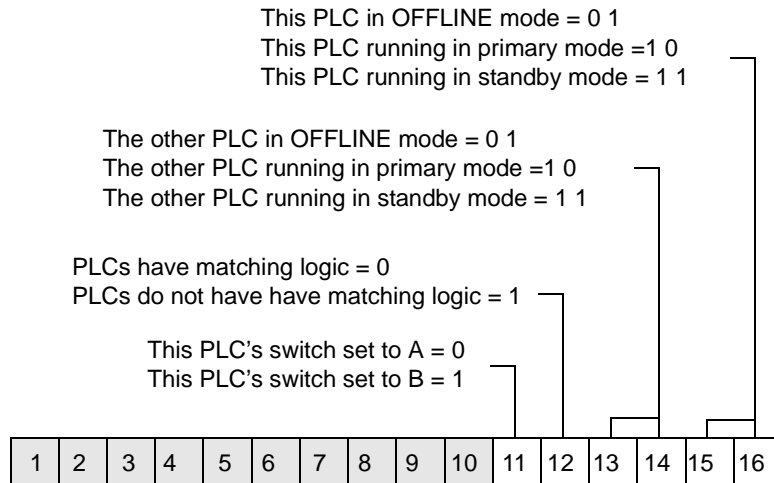 This PLC in OFFLINE mode = 0 1
This PLC running in primary mode =1 0
This PLC running in standby mode = 1 1
The other PLC in OFFLINE mode = 0 1
The other PLC running in primary mode =1 0
The other PLC running in standby mode = 1 1
PLCs have matching logic = 0
PLCs do not have have matching logic = 1
This PLC's switch set to A = 0
This PLC's switch set to B = 1
1 2 3 4 5 6 7 8 9 10 11 12 13 14 15 16